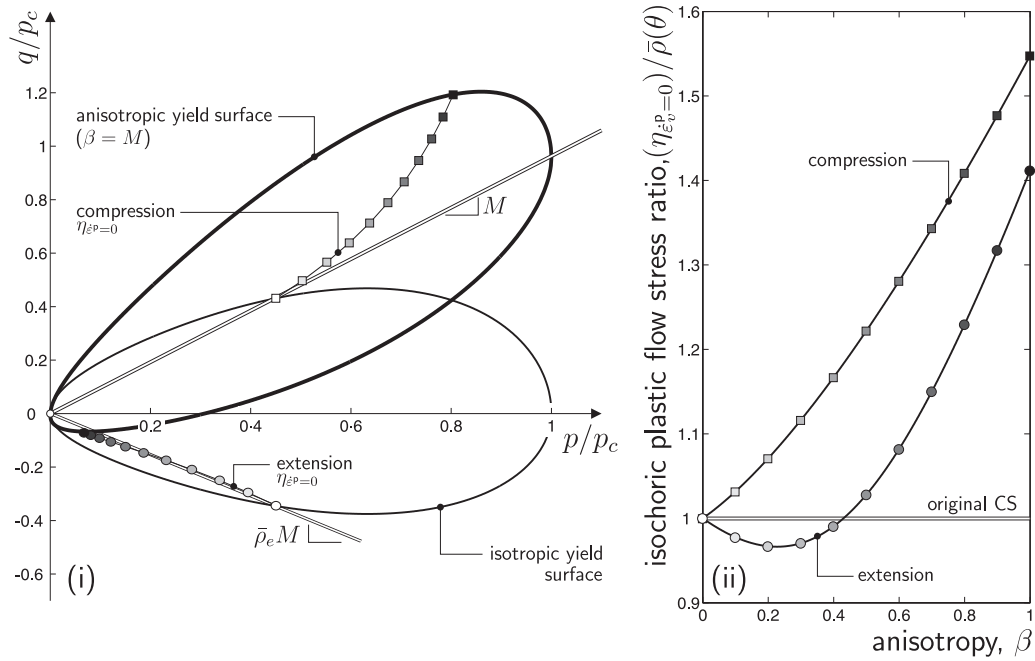 q/p_c
1.2
1
0.8
0.6
0.4
0.2
0
-0.2
-0.4
-0.6
0.2
0·4
0.6
0.8
1
p/p_c
anisotropic yield surface
(β = M)
compression
η_{ε̇^p=0}
M
extension
η_{ε̇^p=0}
ρ̄_e M
isotropic yield
surface
(i)
isochoric plastic flow stress ratio,(η_{ε̇_v^p=0})/ρ̄(θ)
1.6
1.5
1.4
1.3
1.2
1.1
1
0.9
compression
original CS
extension
(ii)
0
0.2
0.4
0.6
0.8
1
anisotropy, β